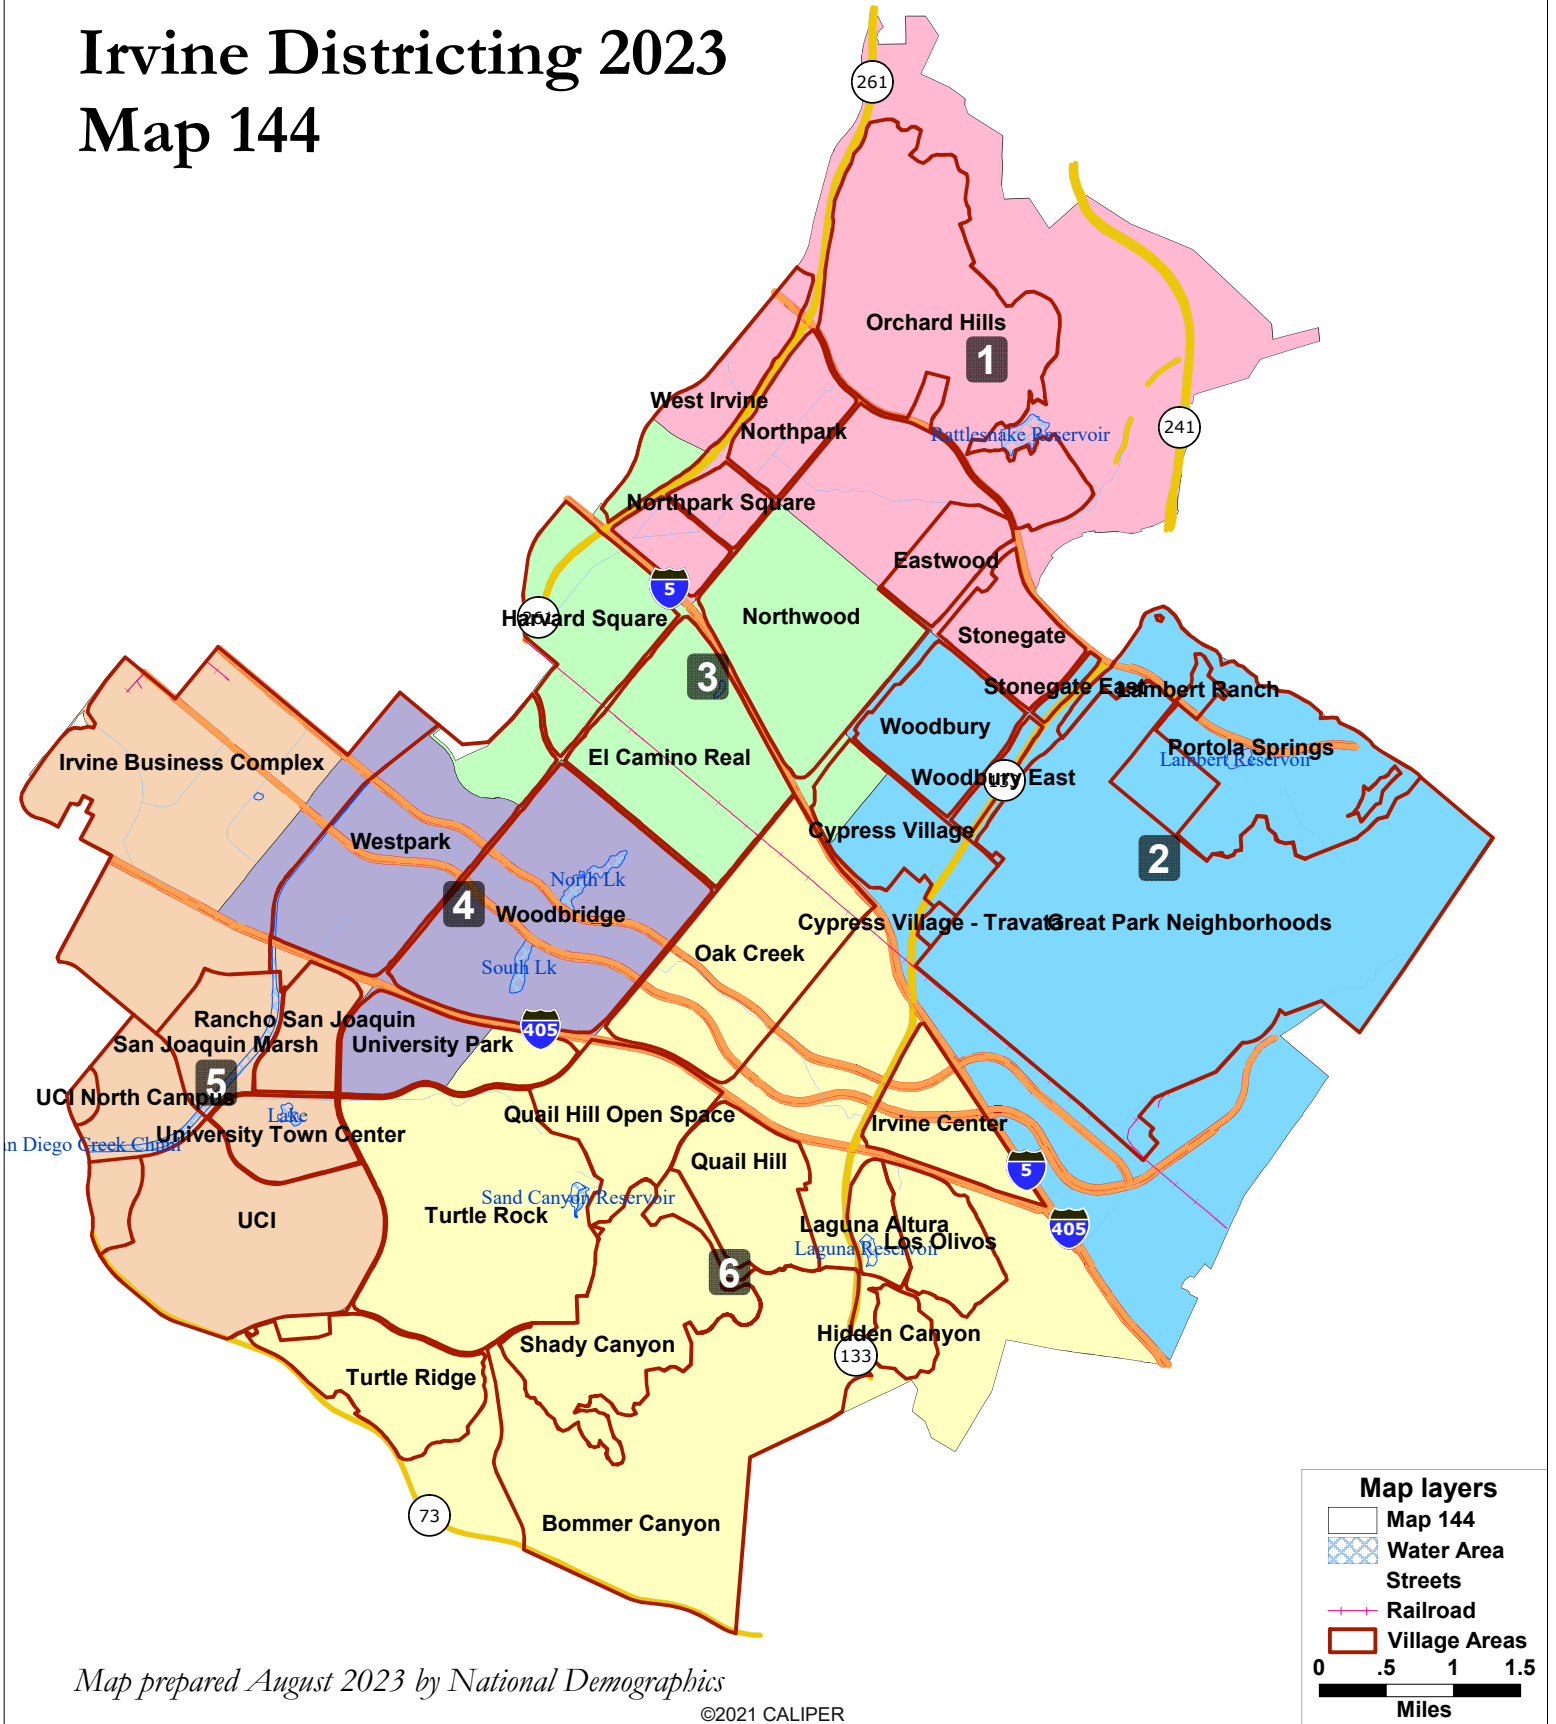 Irvine Districting 2023
Map 144
261
Orchard Hills
1
West Irvine
Northpark
Rattlesnake Reservoir
241
Northpark Square
Eastwood
5
261
Harvard Square
Northwood
Stonegate
3
Stonegate East
Lambert Ranch
Woodbury
Portola Springs
Lambert Reservoir
Irvine Business Complex
El Camino Real
Woodbury East
133
Cypress Village
Westpark
2
North Lk
4
Woodbridge
Cypress Village - Travata
Great Park Neighborhoods
Oak Creek
South Lk
Rancho San Joaquin
405
San Joaquin Marsh
University Park
5
UCI North Campus
Lake
Quail Hill Open Space
Irvine Center
University Town Center
an Diego Creek Chnnl
Quail Hill
5
Sand Canyon Reservoir
Turtle Rock
UCI
Laguna Altura
405
Los Olivos
Laguna Reservoir
6
Hidden Canyon
Shady Canyon
133
Turtle Ridge
73
Bommer Canyon
Map layers
Map 144
Water Area
Streets
Railroad
Village Areas
0 .5 1 1.5
Miles
Map prepared August 2023 by National Demographics
©2021 CALIPER